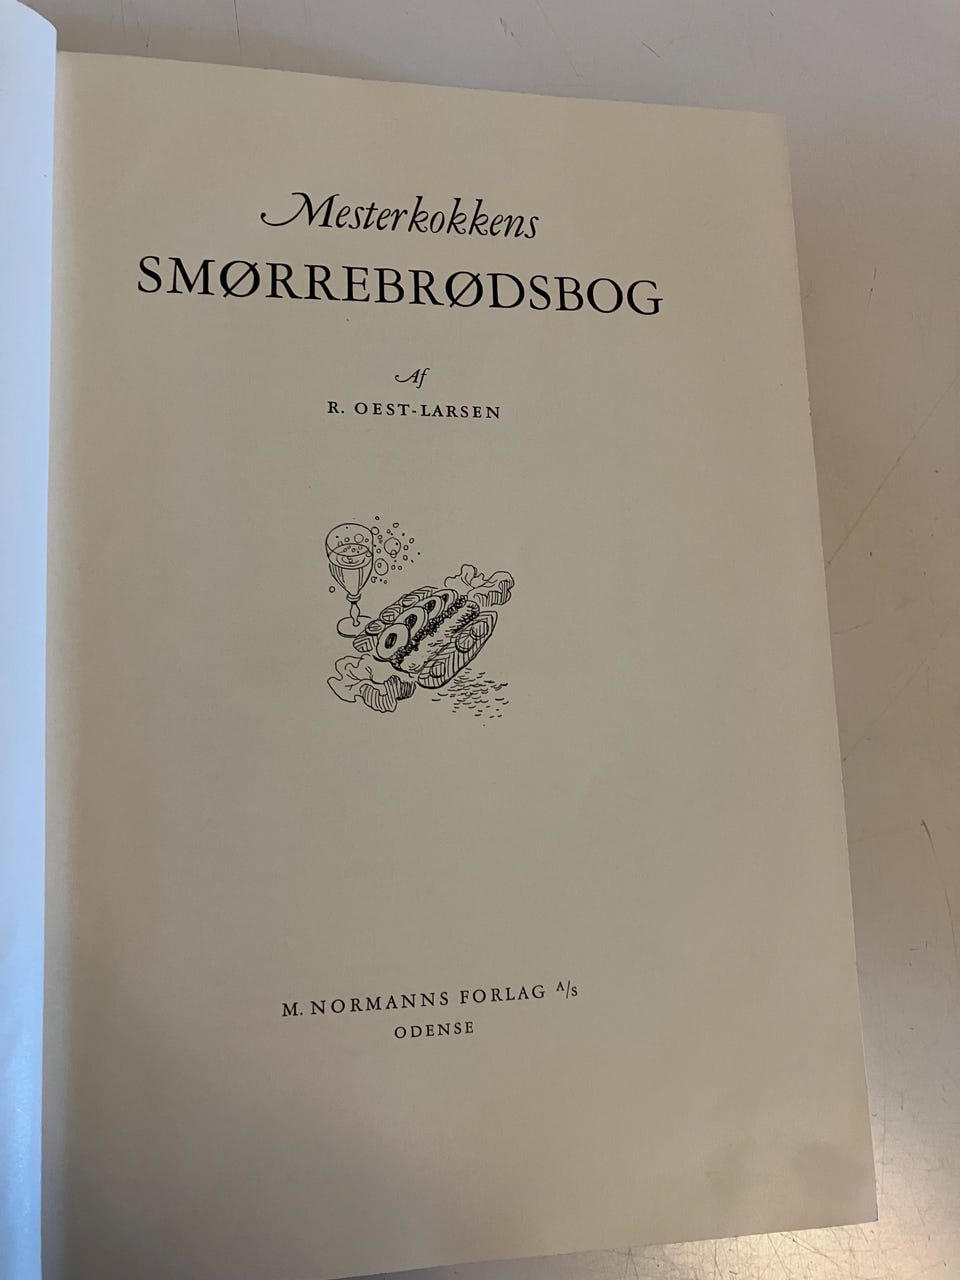 Mesterkokkens
SMØRREBRØDSBOG
Af
R. OEST-LARSEN
M. NORMANNS FORLAG A/S
ODENSE